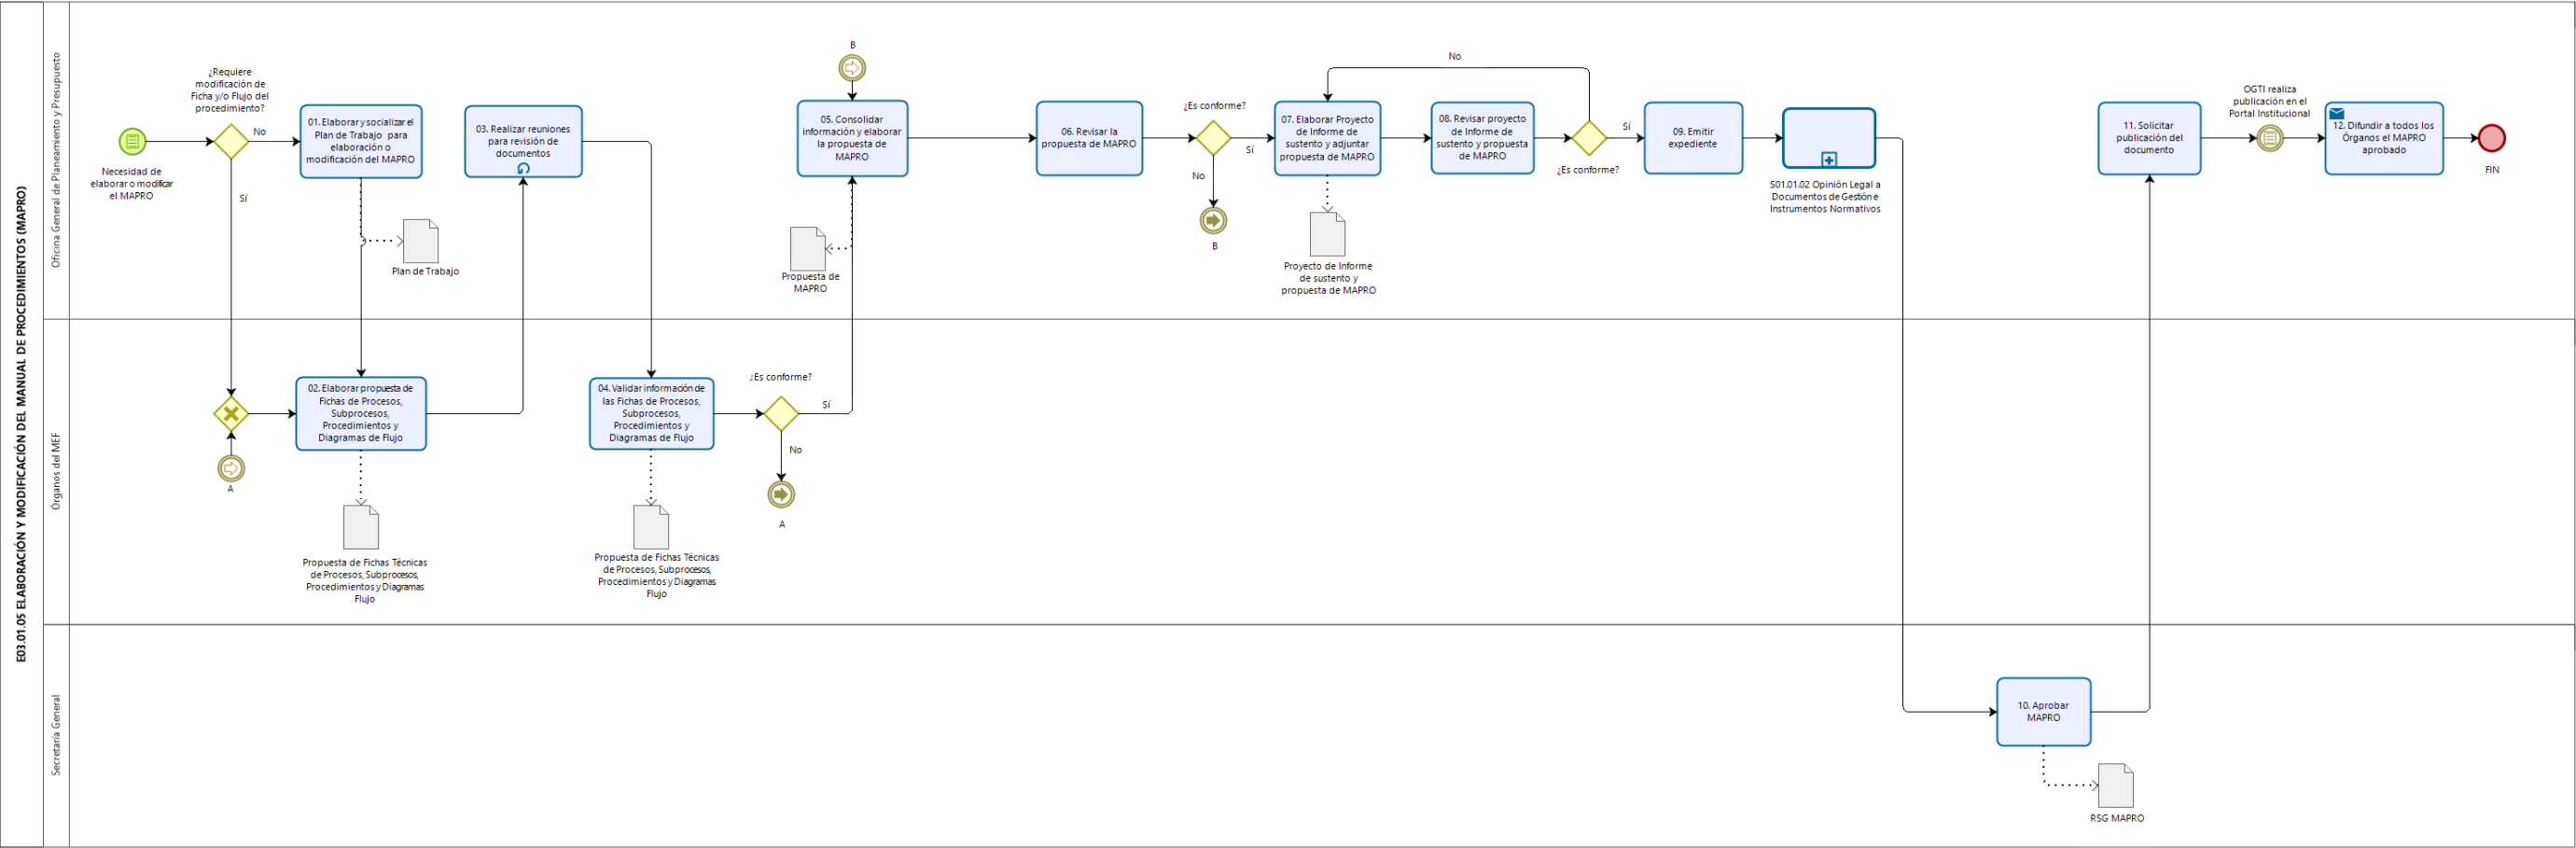 E03.01.05 ELABORACIÓN Y MODIFICACIÓN DEL MANUAL DE PROCEDIMIENTOS (MAPRO)
Oficina General de Planeamiento y Presupuesto
Necesidad de
elaborar o modificar
el MAPRO
¿Requiere
modificación de
Ficha y/o Flujo del
procedimiento?
No
Sí
01. Elaborar y socializar el
Plan de Trabajo para
elaboración o
modificación del MAPRO
Plan de Trabajo
03. Realizar reuniones
para revisión de
documentos
B
05. Consolidar
información y elaborar
la propuesta de
MAPRO
Propuesta de
MAPRO
06. Revisar la
propuesta de MAPRO
¿Es conforme?
Sí
No
B
07. Elaborar Proyecto
de Informe de
sustento y adjuntar
propuesta de MAPRO
Proyecto de Informe
de sustento y
propuesta de MAPRO
No
08. Revisar proyecto
de Informe de
sustento y propuesta
de MAPRO
¿Es conforme?
Sí
09. Emitir
expediente
S01.01.02 Opinión Legal a
Documentos de Gestión e
Instrumentos Normativos
11. Solicitar
publicación del
documento
OGTI realiza
publicación en el
Portal Institucional
12. Difundir a todos los
Órganos el MAPRO
aprobado
FIN
Órganos del MEF
A
02. Elaborar propuesta de
Fichas de Procesos,
Subprocesos,
Procedimientos y
Diagramas de Flujo
Propuesta de Fichas Técnicas
de Procesos, Subprocesos,
Procedimientos y Diagramas
Flujo
04. Validar información de
las Fichas de Procesos,
Subprocesos,
Procedimientos y
Diagramas de Flujo
Propuesta de Fichas Técnicas
de Procesos, Subprocesos,
Procedimientos y Diagramas
Flujo
¿Es conforme?
Sí
No
A
Secretaría General
10. Aprobar
MAPRO
RSG MAPRO